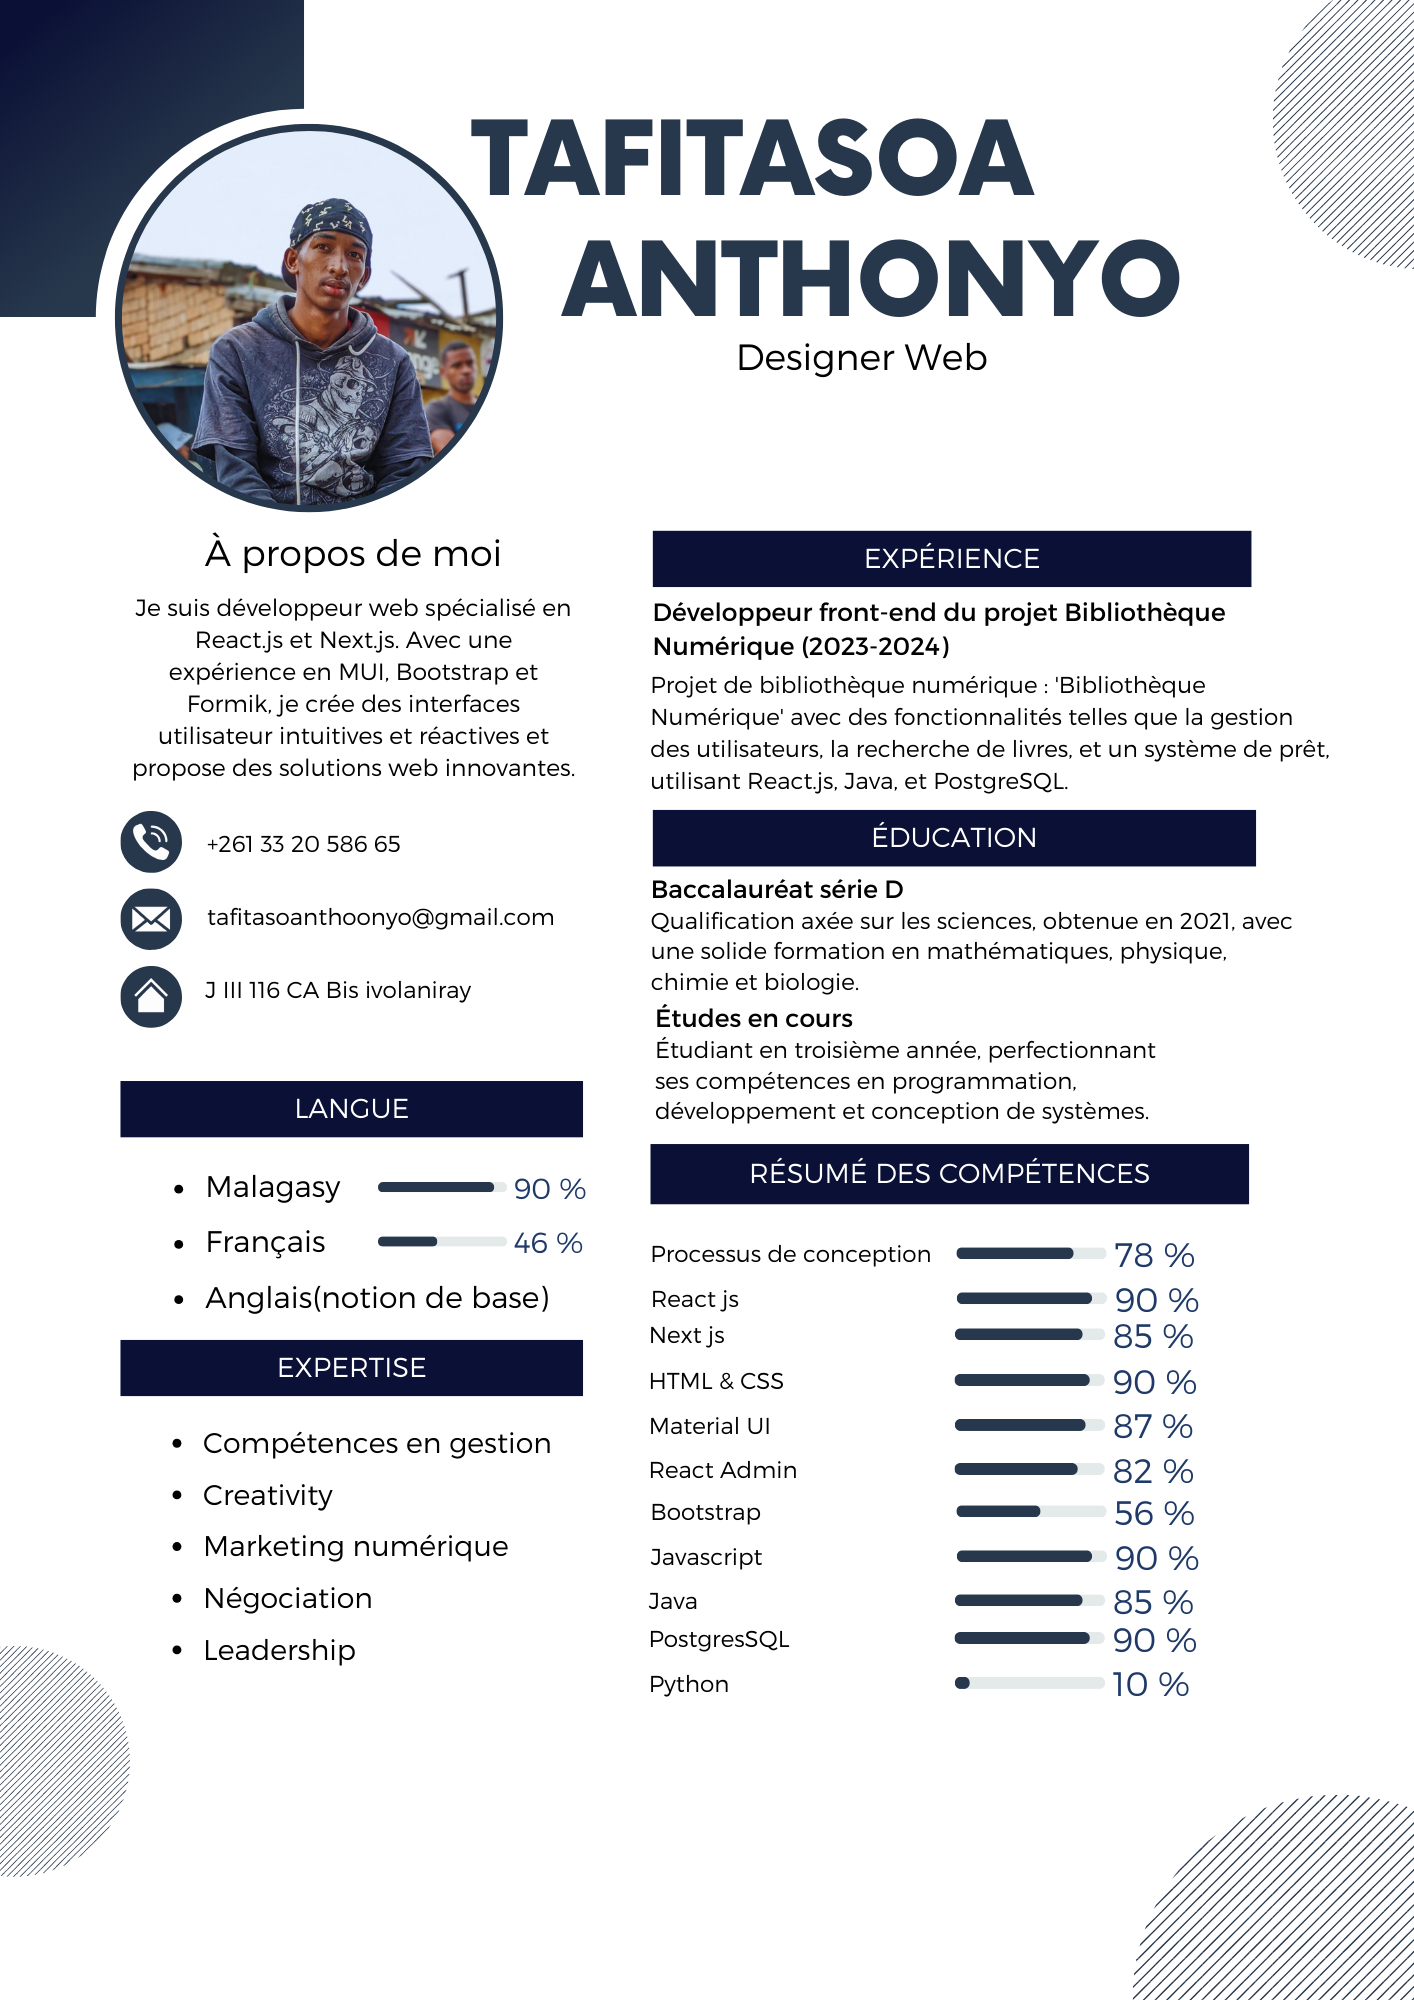 TAFITASOA
ANTHONYO
Designer Web
À propos de moi
Je suis développeur web spécialisé en
React.js et Next.js. Avec une
expérience en MUI, Bootstrap et
Formik, je crée des interfaces
utilisateur intuitives et réactives et
propose des solutions web innovantes.
+261 33 20 586 65
tafitasoanthoonyo@gmail.com
J III 116 CA Bis ivolaniray
LANGUE
• Malagasy 90 %
• Français 46 %
• Anglais(notion de base)
EXPERTISE
• Compétences en gestion
• Creativity
• Marketing numérique
• Négociation
• Leadership
EXPÉRIENCE
Développeur front-end du projet Bibliothèque
Numérique (2023-2024)
Projet de bibliothèque numérique : 'Bibliothèque
Numérique' avec des fonctionnalités telles que la gestion
des utilisateurs, la recherche de livres, et un système de prêt,
utilisant React.js, Java, et PostgreSQL.
ÉDUCATION
Baccalauréat série D
Qualification axée sur les sciences, obtenue en 2021, avec
une solide formation en mathématiques, physique,
chimie et biologie.
Études en cours
Étudiant en troisième année, perfectionnant
ses compétences en programmation,
développement et conception de systèmes.
RÉSUMÉ DES COMPÉTENCES
Processus de conception 78 %
React js 90 %
Next js 85 %
HTML & CSS 90 %
Material UI 87 %
React Admin 82 %
Bootstrap 56 %
Javascript 90 %
Java 85 %
PostgresSQL 90 %
Python 10 %